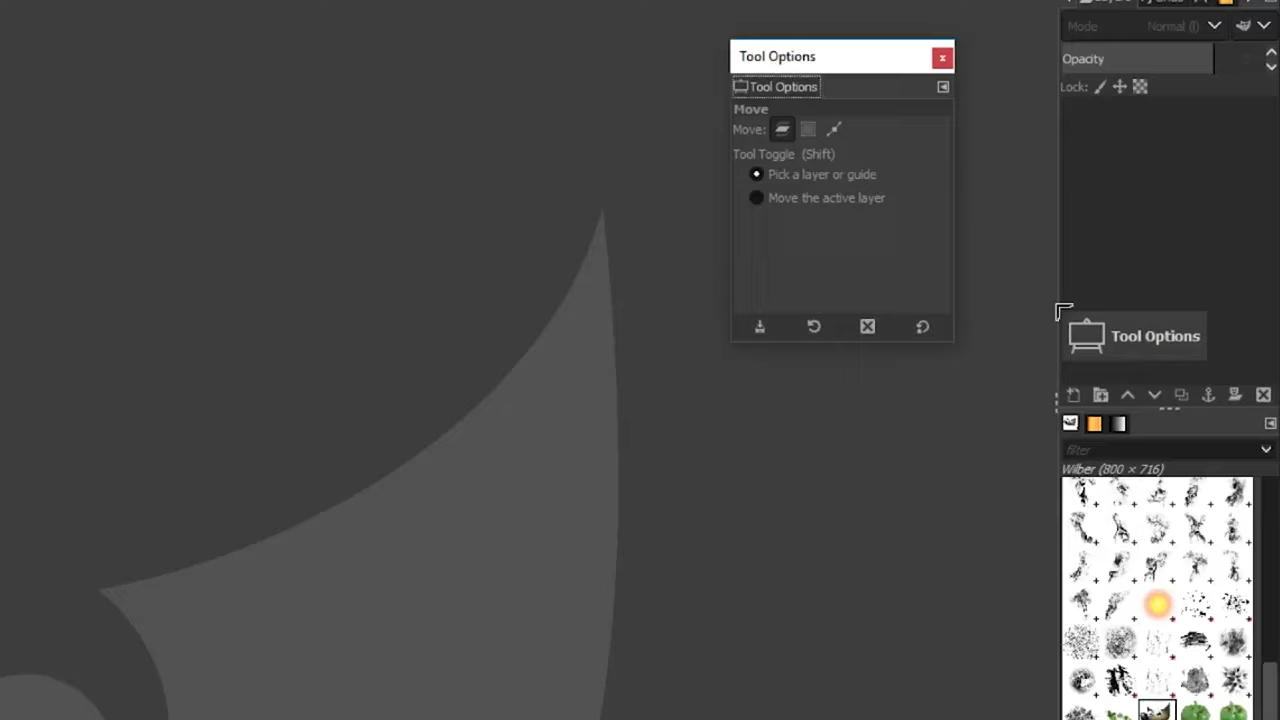 Mode Normal (l)
Tool Options
Opacity
Tool Options
Lock:
Move
Move:
Tool Toggle (Shift)
Pick a layer or guide
Move the active layer
Tool Options
filter
Wilber (800 × 716)